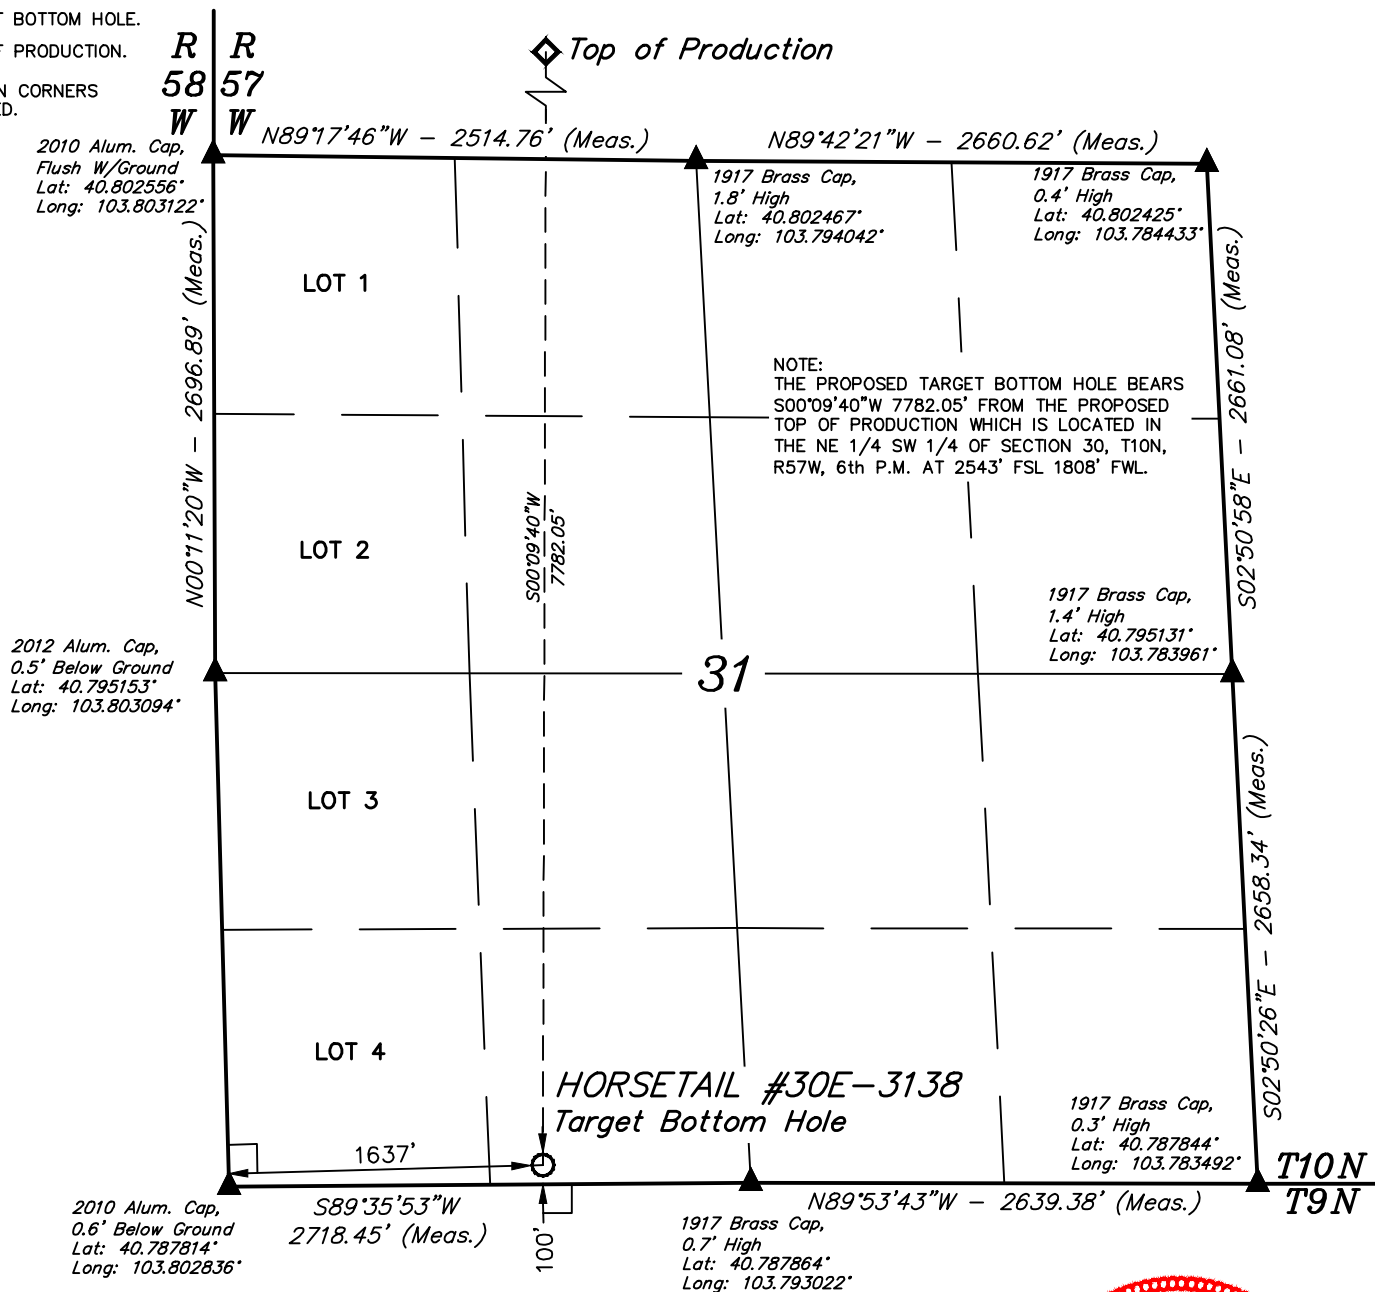 T BOTTOM HOLE.
F PRODUCTION.
N CORNERS
ED.
R R
58 57
W W
Top of Production
N89°17'46"W - 2514.76' (Meas.)
N89°42'21"W - 2660.62' (Meas.)
2010 Alum. Cap,
Flush W/Ground
Lat: 40.802556°
Long: 103.803122°
1917 Brass Cap,
1.8' High
Lat: 40.802467°
Long: 103.794042°
1917 Brass Cap,
0.4' High
Lat: 40.802425°
Long: 103.784433°
N00°11'20"W - 2696.89' (Meas.)
S02°50'58"E - 2661.08' (Meas.)
LOT 1
NOTE:
THE PROPOSED TARGET BOTTOM HOLE BEARS
S00°09'40"W 7782.05' FROM THE PROPOSED
TOP OF PRODUCTION WHICH IS LOCATED IN
THE NE 1/4 SW 1/4 OF SECTION 30, T10N,
R57W, 6th P.M. AT 2543' FSL 1808' FWL.
S00°09'40"W
7782.05'
LOT 2
1917 Brass Cap,
1.4' High
Lat: 40.795131°
Long: 103.783961°
2012 Alum. Cap,
0.5' Below Ground
Lat: 40.795153°
Long: 103.803094°
31
LOT 3
S02°50'26"E - 2658.34' (Meas.)
LOT 4
HORSETAIL #30E-3138
Target Bottom Hole
1917 Brass Cap,
0.3' High
Lat: 40.787844°
Long: 103.783492°
1637'
T10N
T9N
2010 Alum. Cap,
0.6' Below Ground
Lat: 40.787814°
Long: 103.802836°
S89°35'53"W
2718.45' (Meas.)
100'
N89°53'43"W - 2639.38' (Meas.)
1917 Brass Cap,
0.7' High
Lat: 40.787864°
Long: 103.793022°